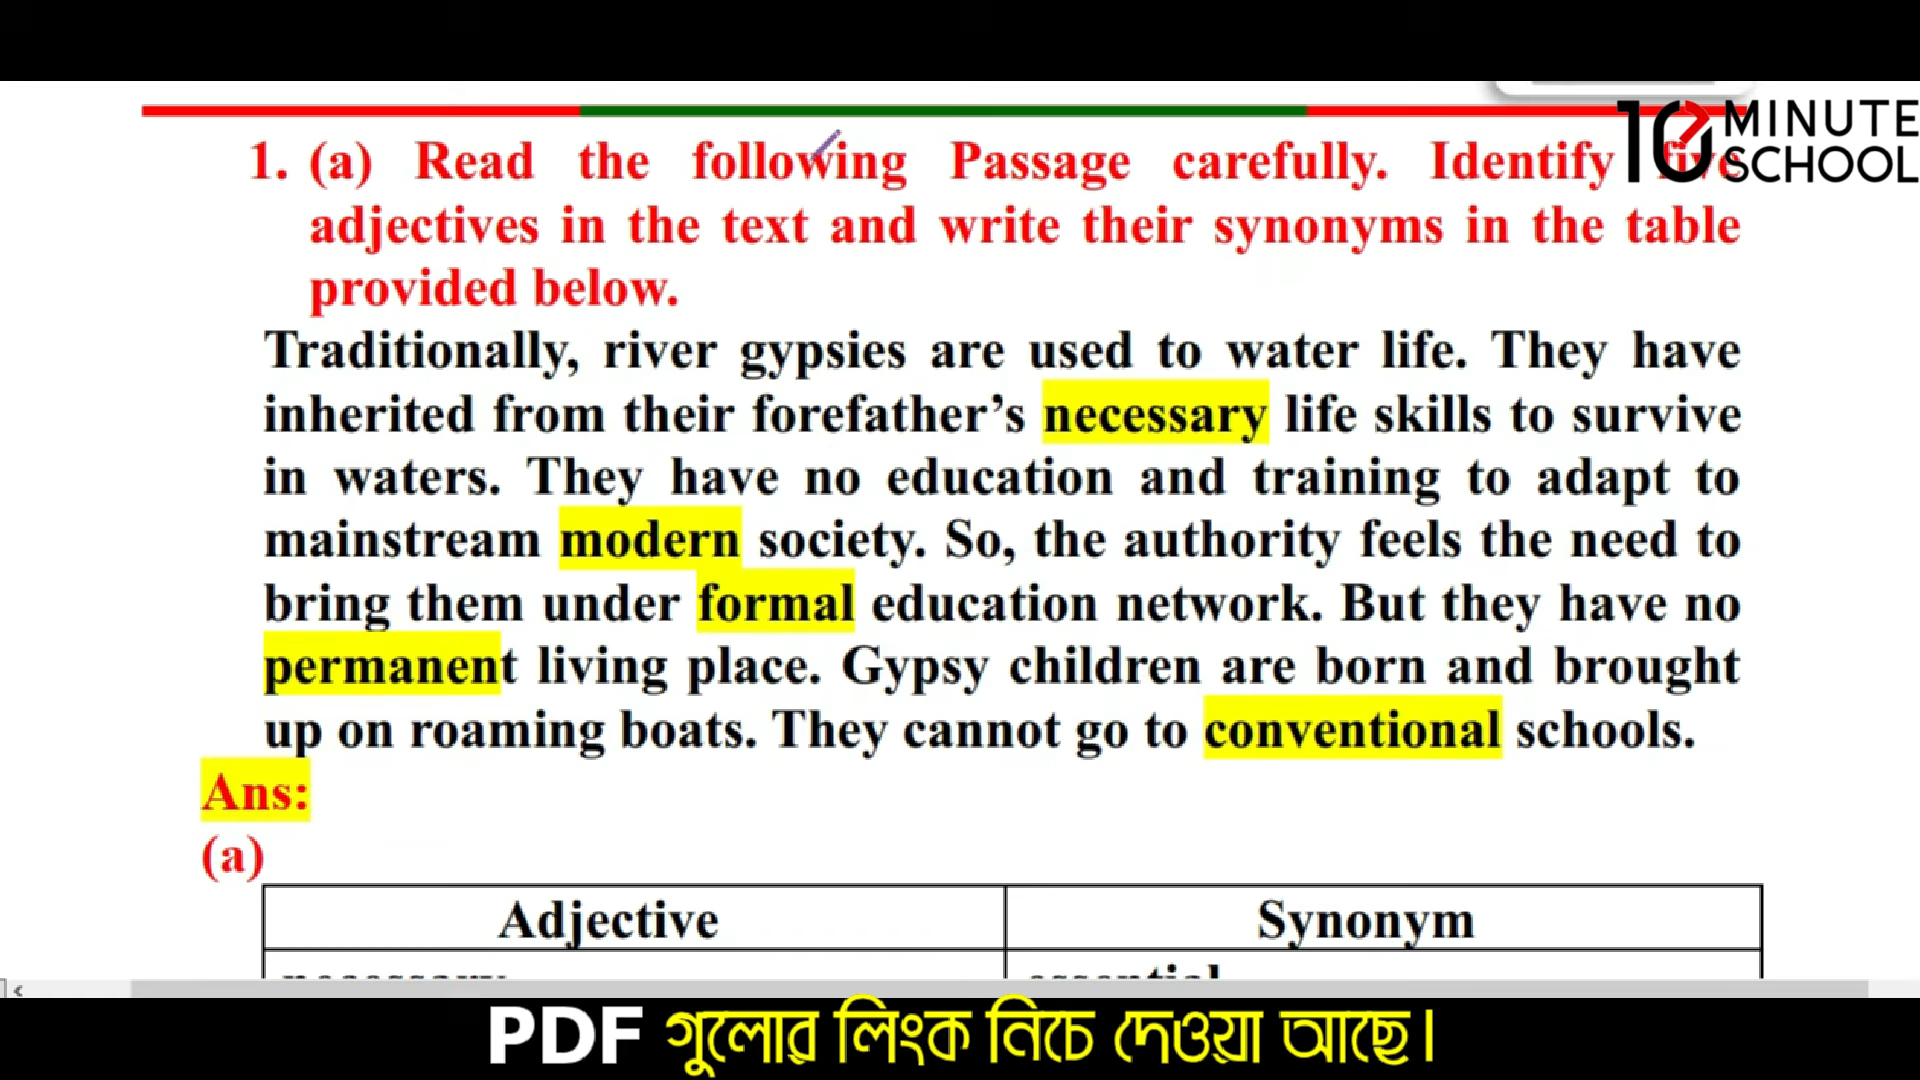 10 MINUTE
SCHOOL
1. (a) Read the following Passage carefully. Identify five
adjectives in the text and write their synonyms in the table
provided below.
Traditionally, river gypsies are used to water life. They have
inherited from their forefather’s necessary life skills to survive
in waters. They have no education and training to adapt to
mainstream modern society. So, the authority feels the need to
bring them under formal education network. But they have no
permanent living place. Gypsy children are born and brought
up on roaming boats. They cannot go to conventional schools.
Ans:
(a)
Adjective Synonym
necessary essential
PDF গুলোর লিংক নিচে দেওয়া আছে।